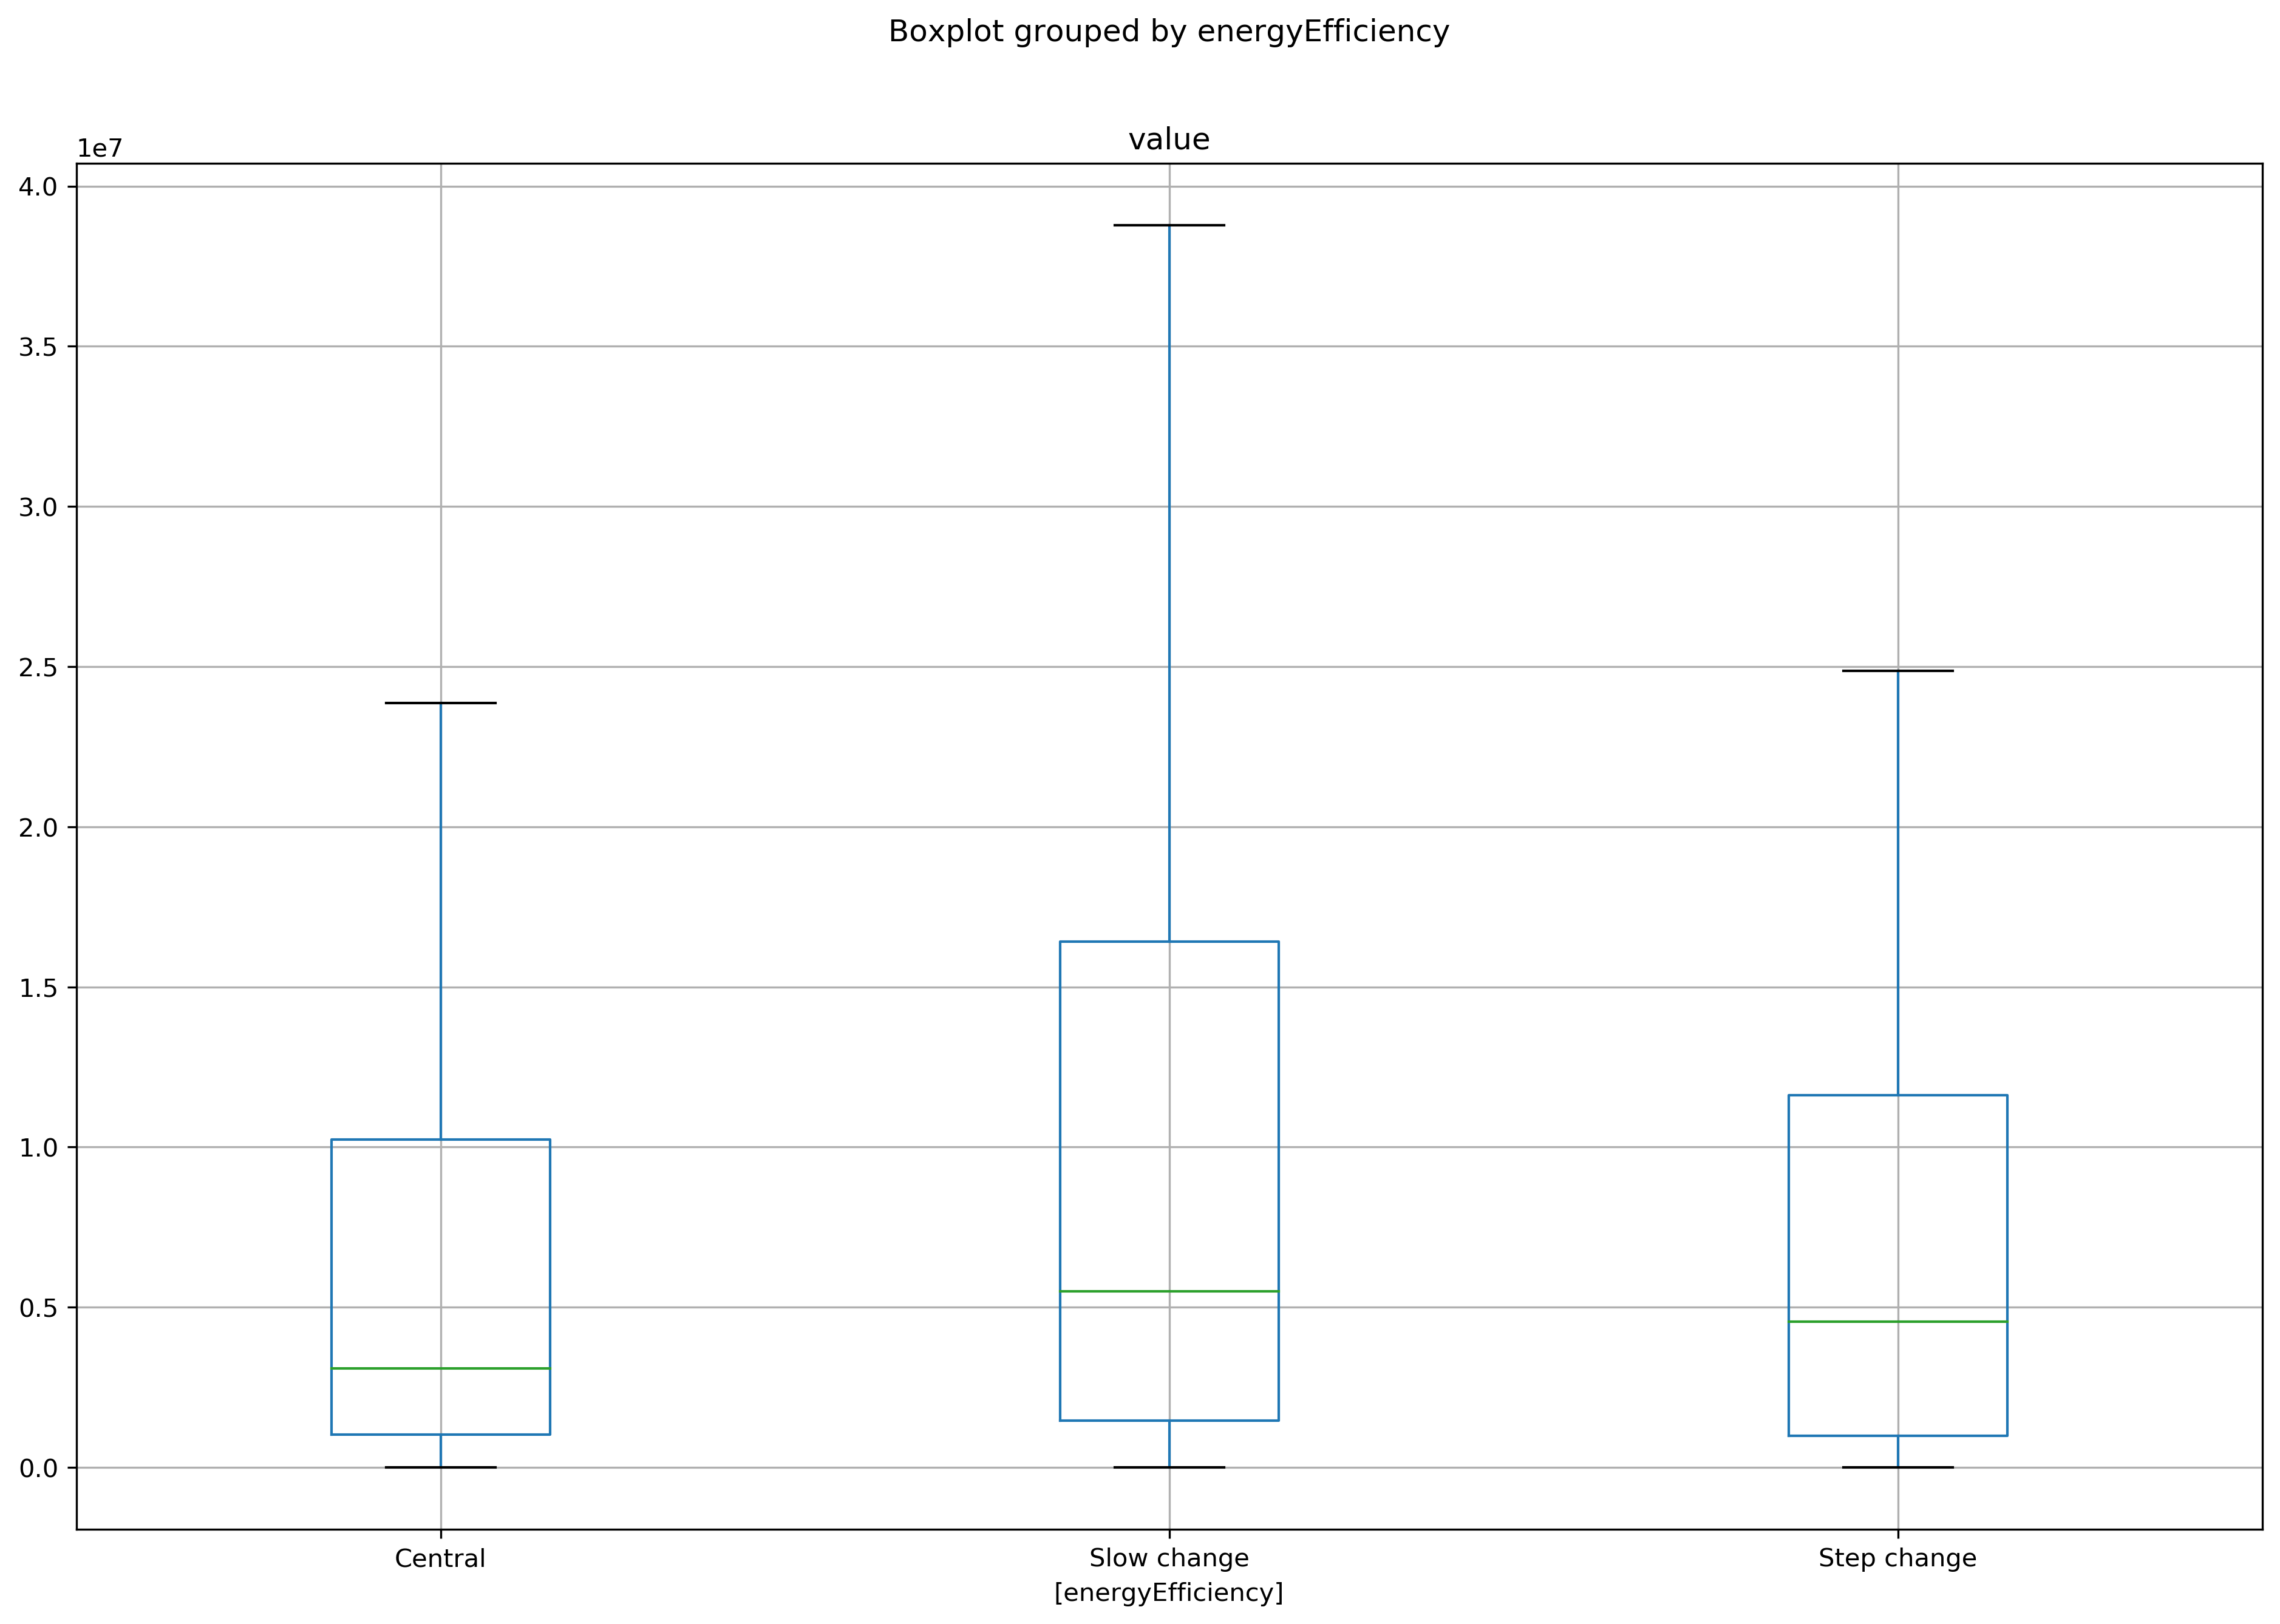 Boxplot grouped by energyEfficiency
value
1e7
4.0
3.5
3.0
2.5
2.0
1.5
1.0
0.5
0.0
Central Slow change Step change
[energyEfficiency]